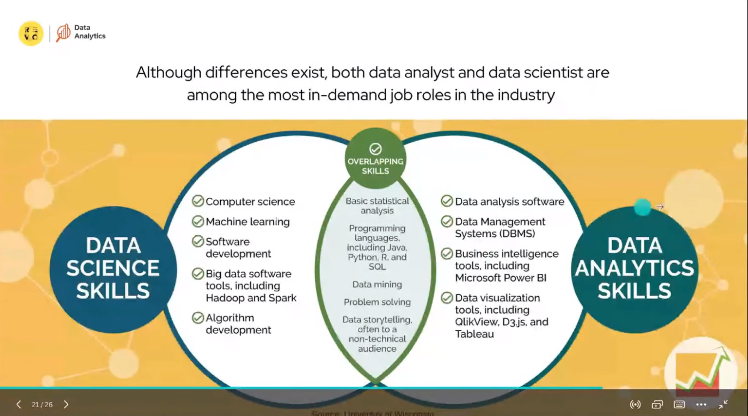 Data
Analytics
Although differences exist, both data analyst and data scientist are
among the most in-demand job roles in the industry
OVERLAPPING
SKILLS
DATA
SCIENCE
SKILLS
Computer science
Machine learning
Software
development
Big data software
tools, including
Hadoop and Spark
Algorithm
development
Basic statistical
analysis
Programming
languages,
including Java,
Python, R, and
SQL
Data mining
Problem solving
Data storytelling,
often to a
non-technical
audience
Data analysis software
Data Management
Systems (DBMS)
Business intelligence
tools, including
Microsoft Power BI
Data visualization
tools, including
QlikView, D3.js, and
Tableau
DATA
ANALYTICS
SKILLS
21 / 26
Source: University of Wisconsin